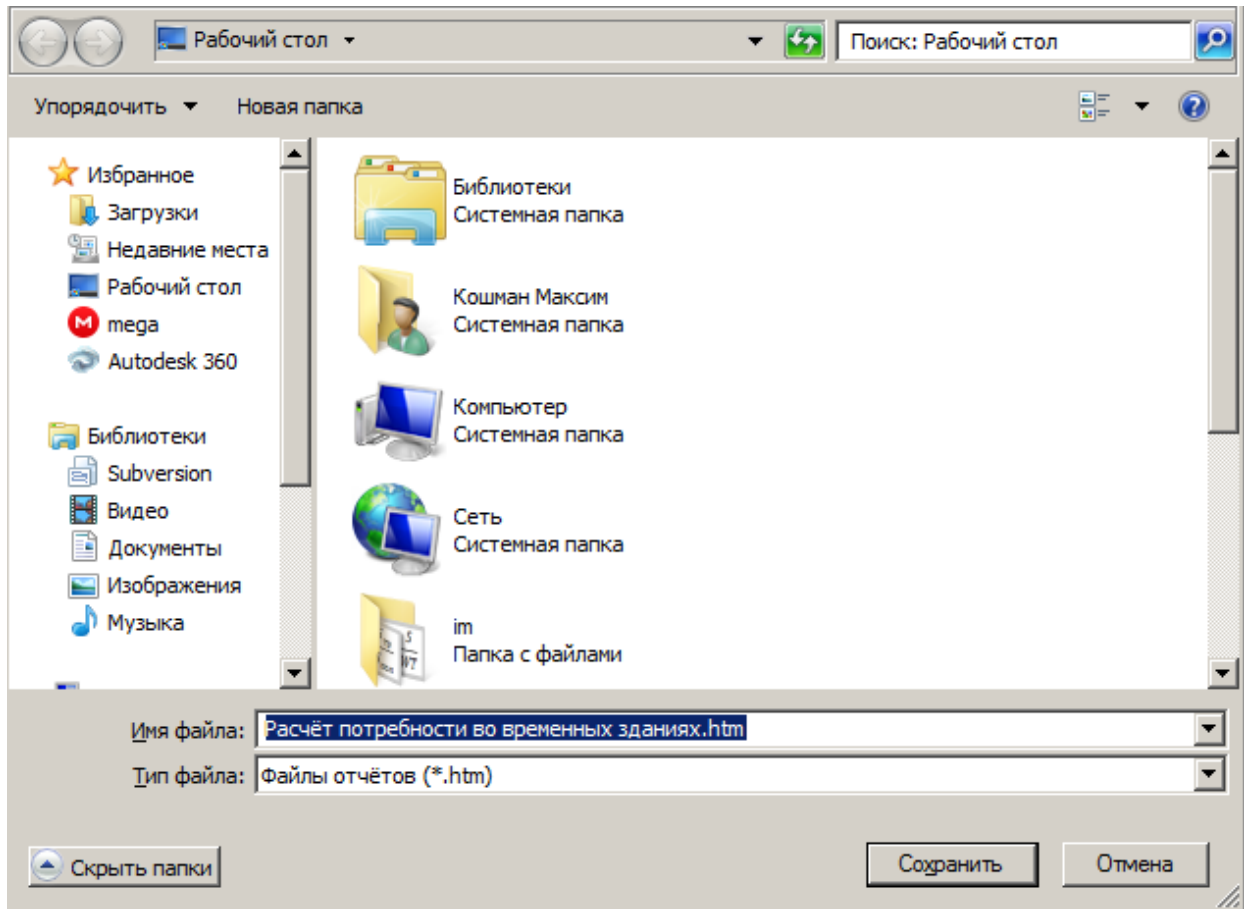 Рабочий стол
Поиск: Рабочий стол
Упорядочить
Новая папка
Избранное
Загрузки
Недавние места
Рабочий стол
mega
Autodesk 360
Библиотеки
Subversion
Видео
Документы
Изображения
Музыка
Библиотеки
Системная папка
Кошман Максим
Системная папка
Компьютер
Системная папка
Сеть
Системная папка
im
Папка с файлами
Имя файла: Расчёт потребности во временных зданиях.htm
Тип файла: Файлы отчётов (*.htm)
Скрыть папки
Сохранить
Отмена